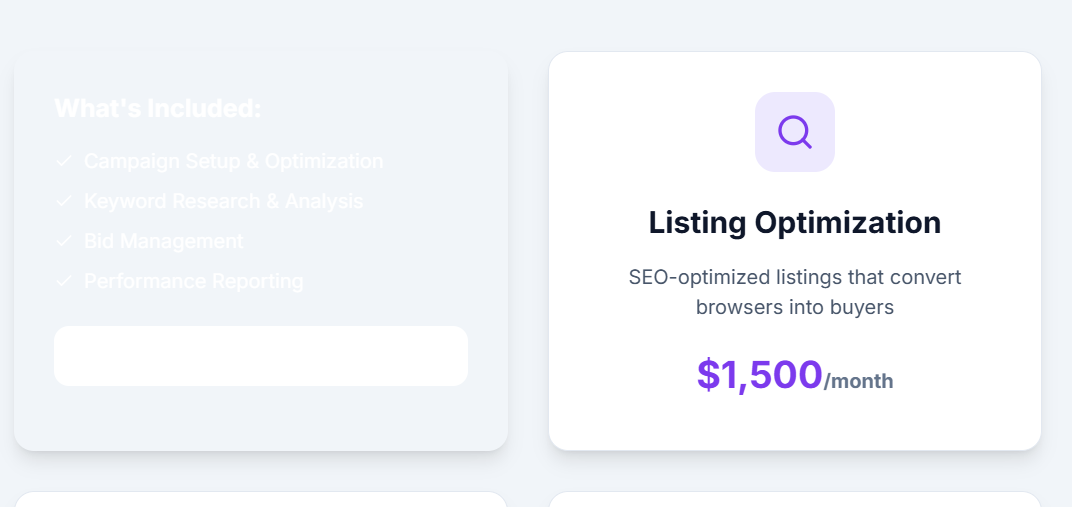 What's Included:
Campaign Setup & Optimization
Keyword Research & Analysis
Bid Management
Performance Reporting
Listing Optimization
SEO-optimized listings that convert
browsers into buyers
$1,500/month